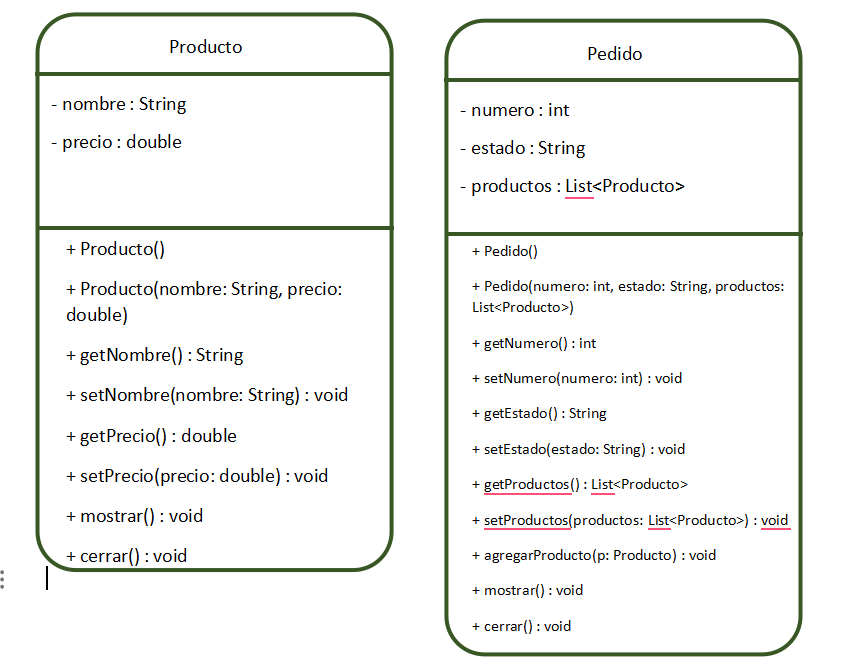 Producto
- nombre : String
- precio : double
+ Producto()
+ Producto(nombre: String, precio:
double)
+ getNombre() : String
+ setNombre(nombre: String) : void
+ getPrecio() : double
+ setPrecio(precio: double) : void
+ mostrar() : void
+ cerrar() : void
Pedido
- numero : int
- estado : String
- productos : List<Producto>
+ Pedido()
+ Pedido(numero: int, estado: String, productos:
List<Producto>)
+ getNumero() : int
+ setNumero(numero: int) : void
+ getEstado() : String
+ setEstado(estado: String) : void
+ getProductos() : List<Producto>
+ setProductos(productos: List<Producto>) : void
+ agregarProducto(p: Producto) : void
+ mostrar() : void
+ cerrar() : void